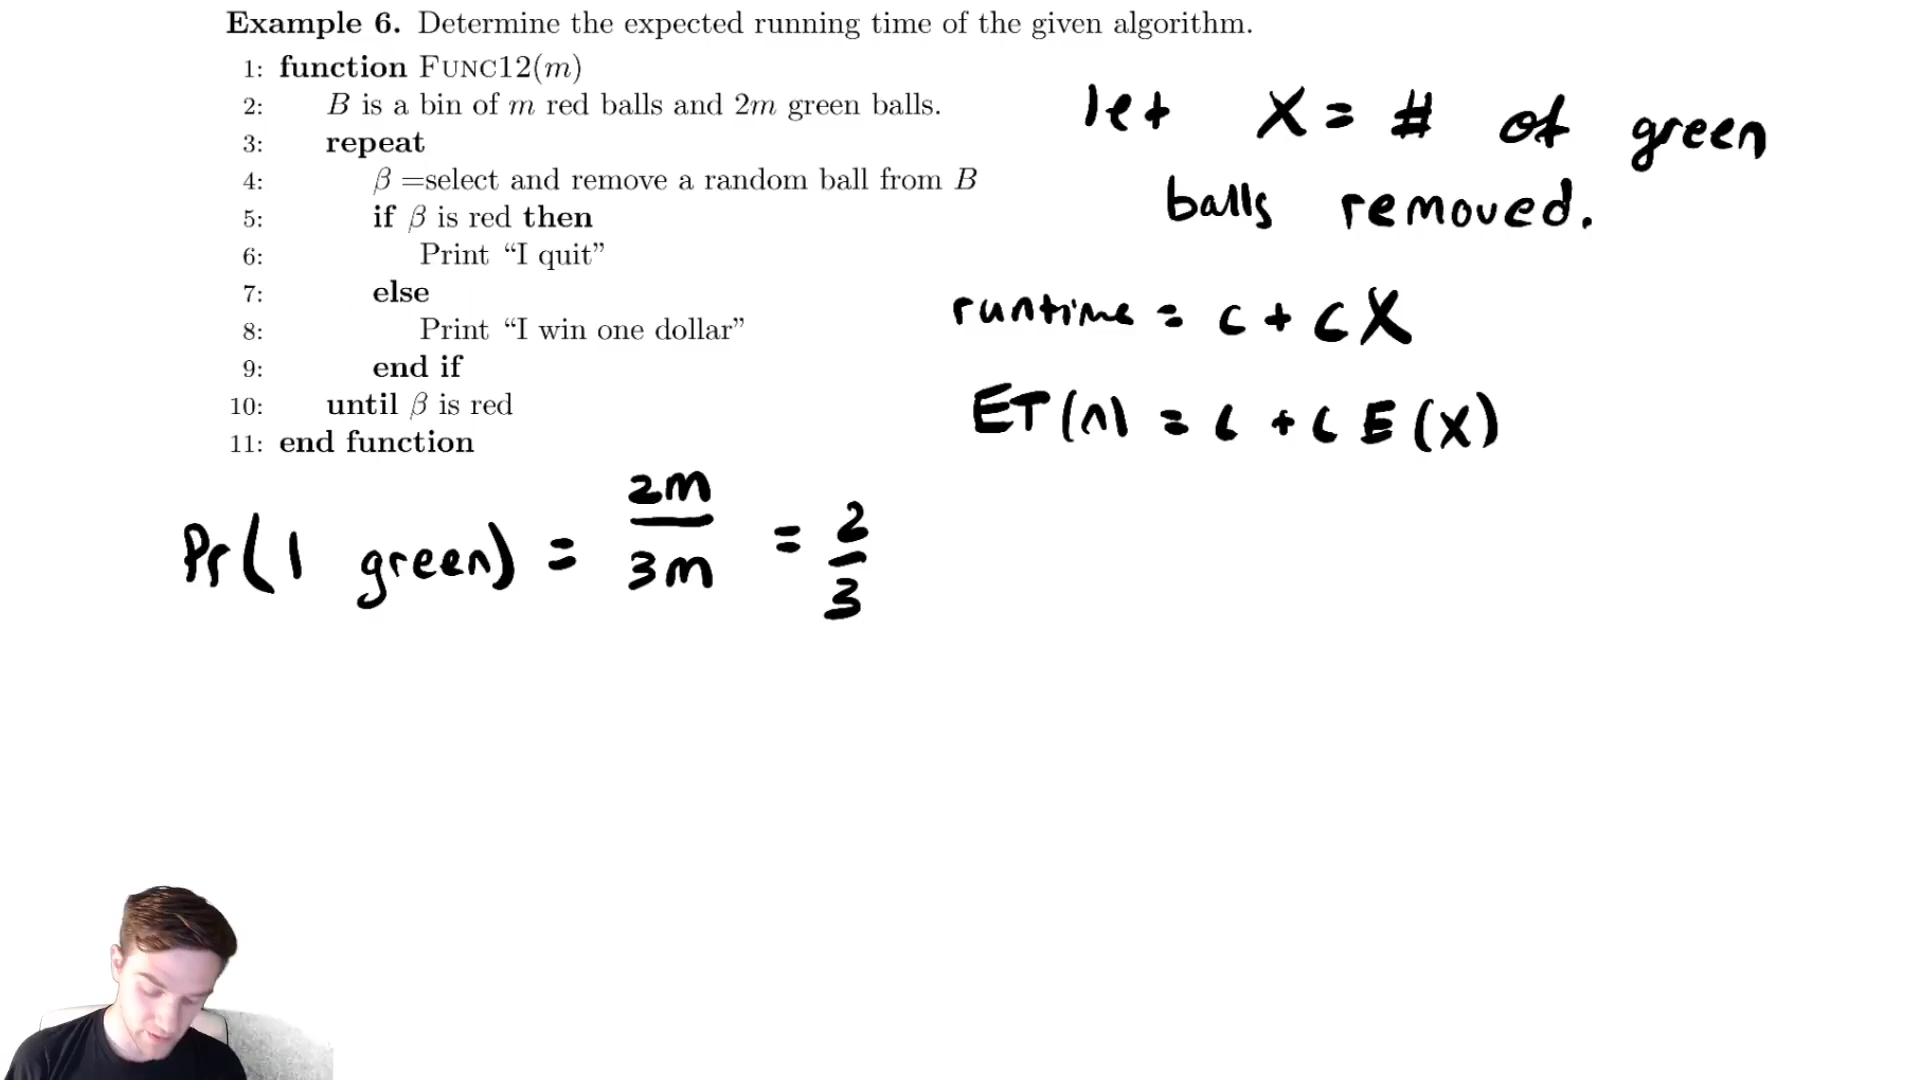 Example 6. Determine the expected running time of the given algorithm.
1: function FUNC12(m)
2: B is a bin of m red balls and 2m green balls.
3: repeat
4: β =select and remove a random ball from B
5: if β is red then
6: Print “I quit”
7: else
8: Print “I win one dollar”
9: end if
10: until β is red
11: end function
let X = # of green
balls removed.
runtime = c + c X
ET(n) = c + c E(X)
Pr(1 green) = 2m/3m = 2/3